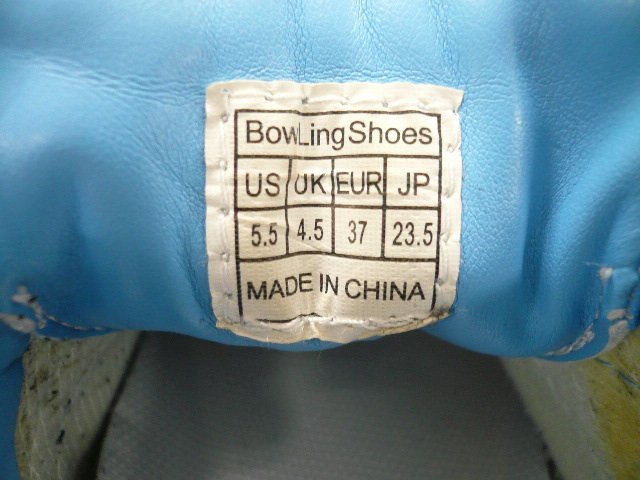 BowLingShoes
US UK EUR JP
5.5 4.5 37 23.5
MADE IN CHINA